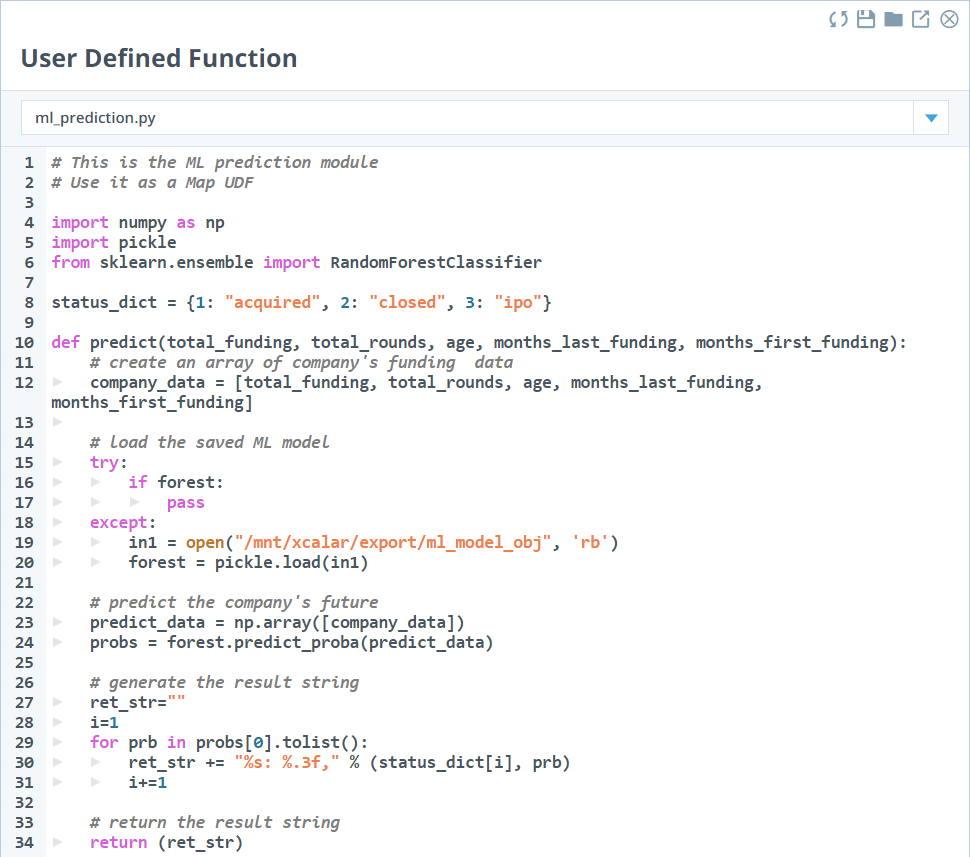 User Defined Function
ml_prediction.py
1 # This is the ML prediction module
2 # Use it as a Map UDF
3
4 import numpy as np
5 import pickle
6 from sklearn.ensemble import RandomForestClassifier
7
8 status_dict = {1: "acquired", 2: "closed", 3: "ipo"}
9
10 def predict(total_funding, total_rounds, age, months_last_funding, months_first_funding):
11     # create an array of company's funding  data
12     company_data = [total_funding, total_rounds, age, months_last_funding,
months_first_funding]
13
14     # load the saved ML model
15     try:
16         if forest:
17             pass
18     except:
19         in1 = open("/mnt/xcalar/export/ml_model_obj", 'rb')
20         forest = pickle.load(in1)
21
22     # predict the company's future
23     predict_data = np.array([company_data])
24     probs = forest.predict_proba(predict_data)
25
26     # generate the result string
27     ret_str=""
28     i=1
29     for prb in probs[0].tolist():
30         ret_str += "%s: %.3f," % (status_dict[i], prb)
31         i+=1
32
33     # return the result string
34     return (ret_str)